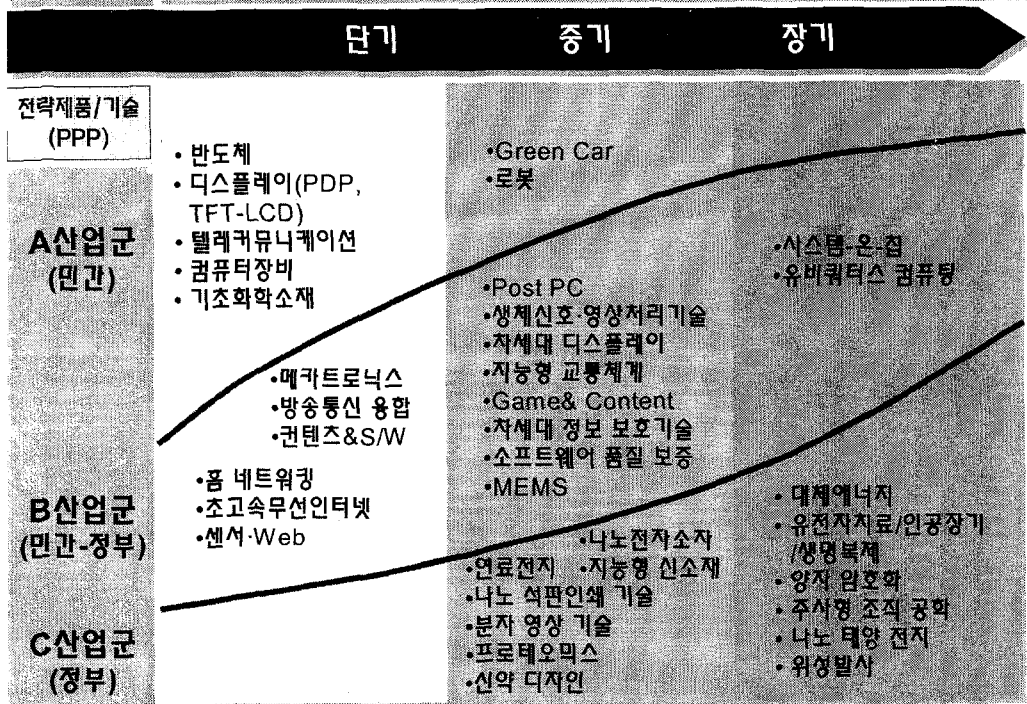 단기 중기 장기
전략제품/기술
(PPP)
A산업군
(민간)
B산업군
(민간-정부)
C산업군
(정부)
• 반도체
• 디스플레이(PDP,
TFT-LCD)
• 텔레커뮤니케이션
• 컴퓨터장비
• 기초화학소재
•메카트로닉스
•방송통신 융합
•컨텐츠&S/W
•홈 네트워킹
•초고속무선인터넷
•센서·Web
•Green Car
•로봇
•Post PC
•생체신호·영상처리기술
•차세대 디스플레이
•지능형 교통체계
•Game& Content
•차세대 정보 보호기술
•소프트웨어 품질 보증
•MEMS
•나노전자소자
•연료전지 •지능형 신소재
•나노 석판인쇄 기술
•분자 영상 기술
•프로테오믹스
•신약 디자인
•시스템-온-칩
•유비쿼터스 컴퓨팅
• 대체에너지
• 유전자치료/인공장기
/생명복제
• 양자 암호화
• 주사형 조직 공학
• 나노 태양 전지
• 위성발사